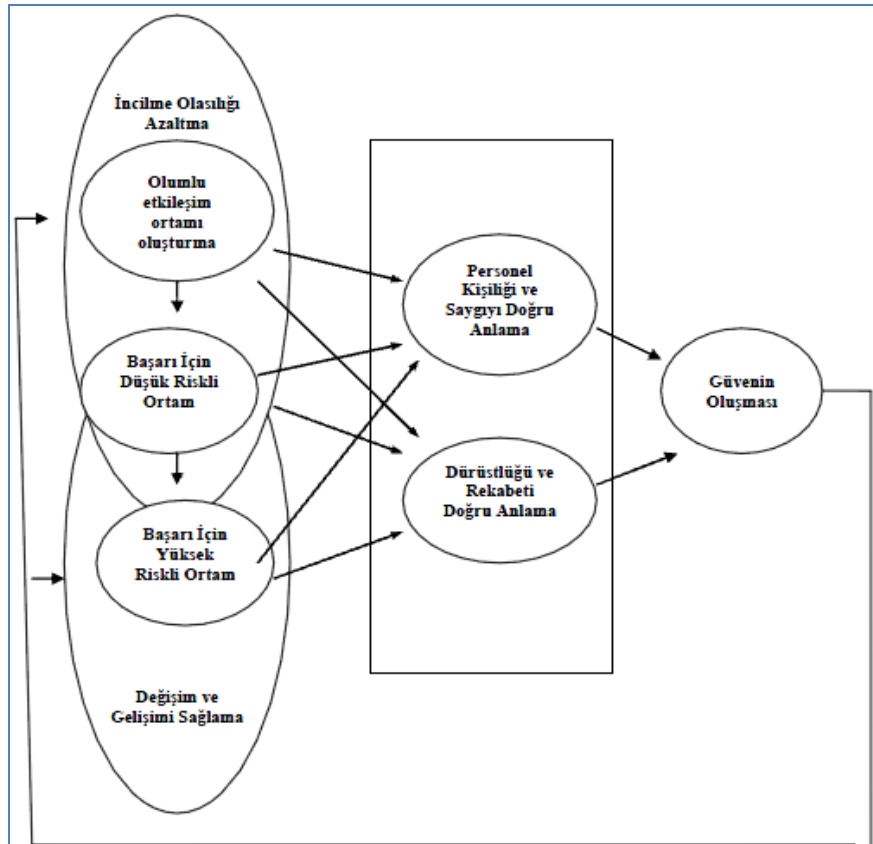 İncilme Olasılığı
Azaltma
Olumlu
etkileşim
ortamı
oluşturma
Başarı İçin
Düşük Riskli
Ortam
Başarı İçin
Yüksek
Riskli Ortam
Değişim ve
Gelişimi Sağlama
Personel
Kişiliği ve
Saygıyı Doğru
Anlama
Dürüstlüğü ve
Rekabeti
Doğru Anlama
Güvenin
Oluşması